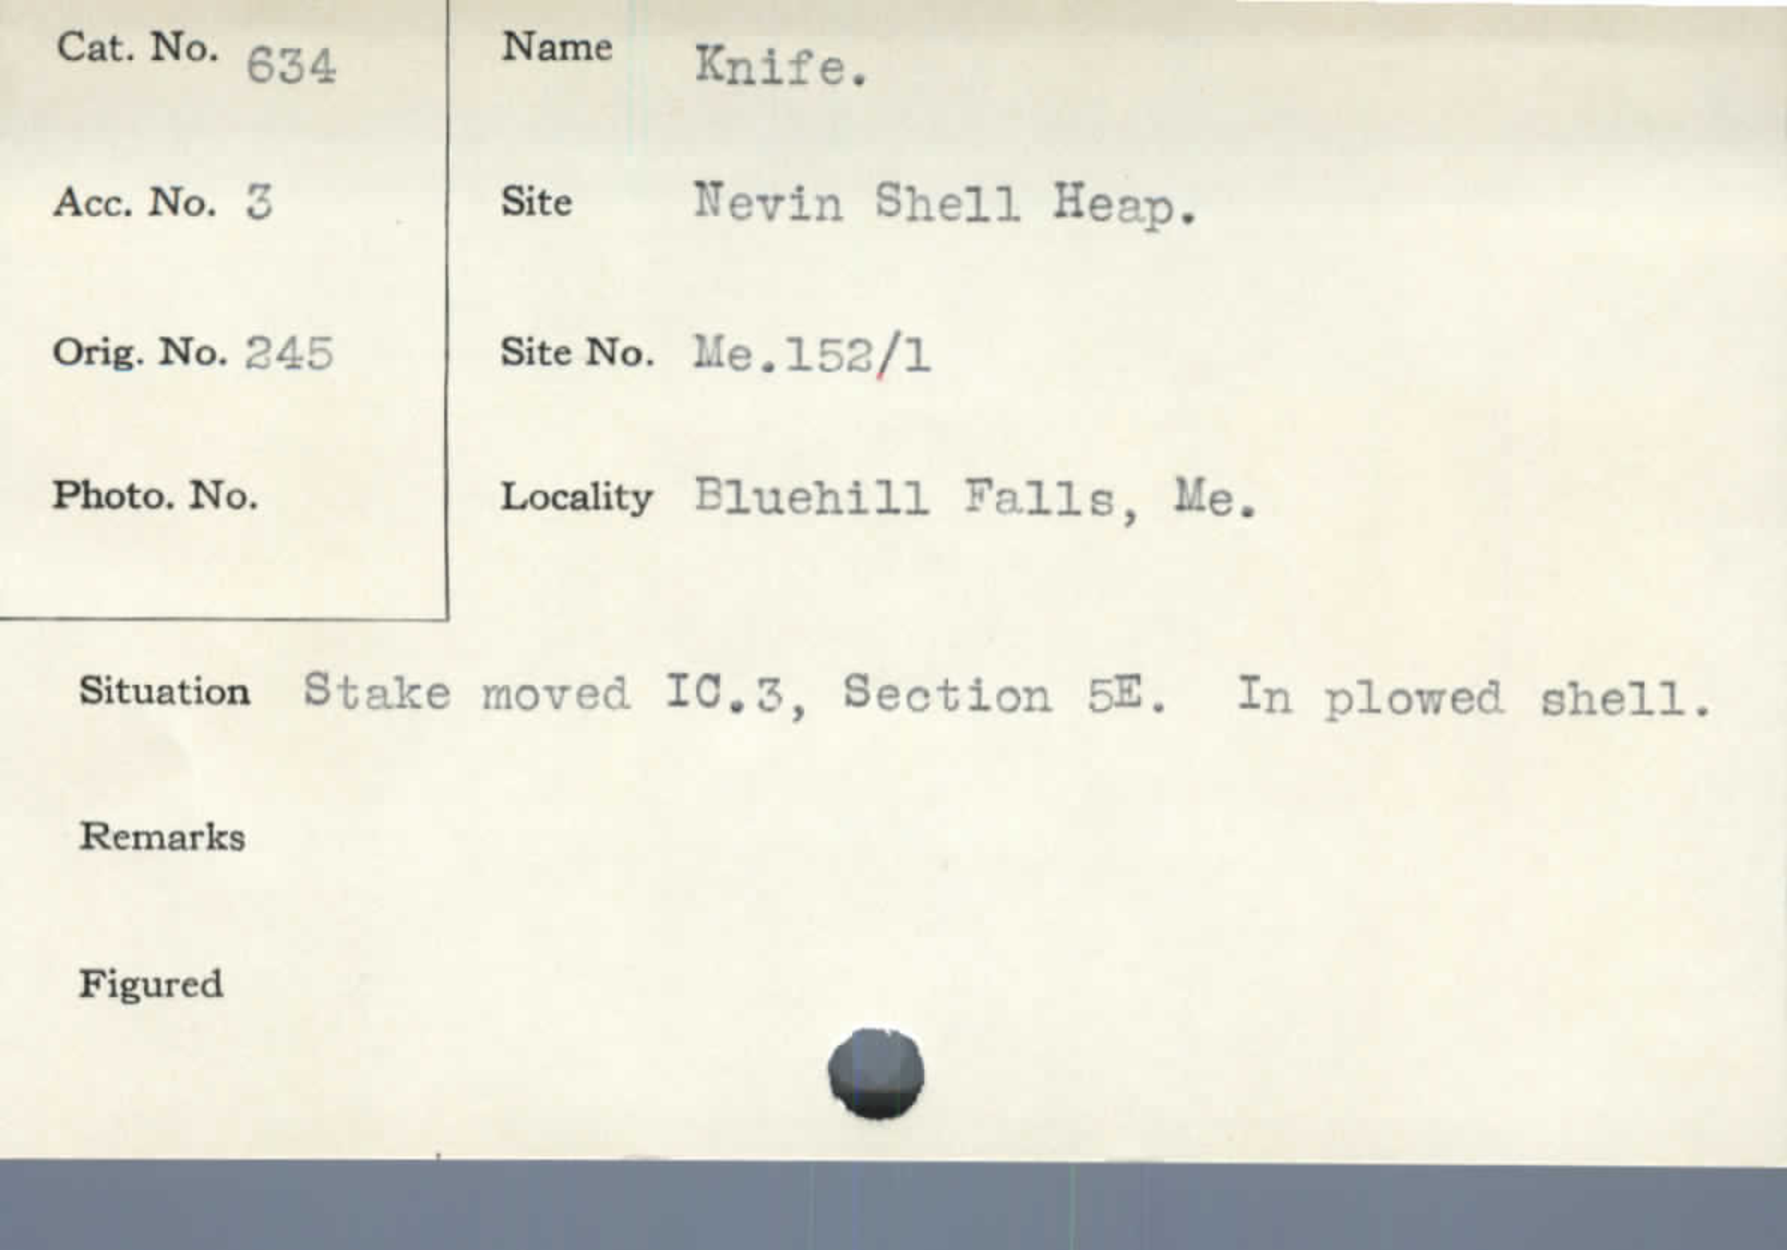 Cat. No. 634
Name Knife.
Acc. No. 3
Site Nevin Shell Heap.
Orig. No. 245
Site No. Me.152/1
Photo. No.
Locality Bluehill Falls, Me.
Situation Stake moved IC.3, Section 5E. In plowed shell.
Remarks
Figured